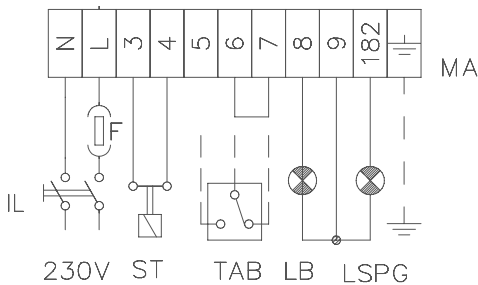 N L 3 4 5 6 7 8 9 182
MA
F
IL
230V ST TAB LB LSPG